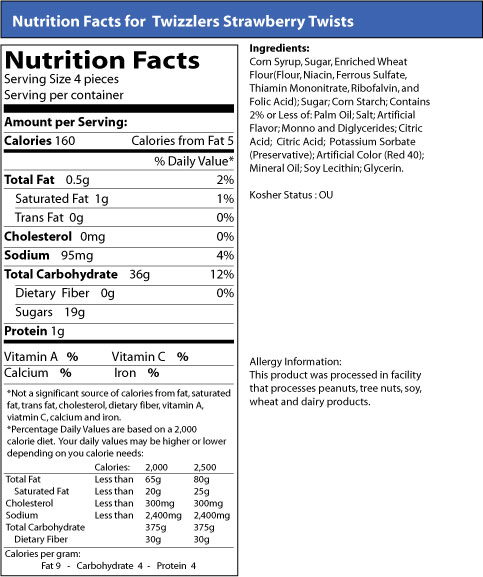 Nutrition Facts for Twizzlers Strawberry Twists
Nutrition Facts
Serving Size 4 pieces
Serving per container
Amount per Serving:
Calories 160 Calories from Fat 5
% Daily Value*
Total Fat 0.5g 2%
Saturated Fat 1g 1%
Trans Fat 0g 0%
Cholesterol 0mg 0%
Sodium 95mg 4%
Total Carbohydrate 36g 12%
Dietary Fiber 0g 0%
Sugars 19g
Protein 1g
Vitamin A % Vitamin C %
Calcium % Iron %
*Not a significant source of calories from fat, saturated
fat, trans fat, cholesterol, dietary fiber, vitamin A,
viatmin C, calcium and iron.
*Percentage Daily Values are based on a 2,000
calorie diet. Your daily values may be higher or lower
depending on you calorie needs:
Calories: 2,000 2,500
Total Fat Less than 65g 80g
Saturated Fat Less than 20g 25g
Cholesterol Less than 300mg 300mg
Sodium Less than 2,400mg 2,400mg
Total Carbohydrate 375g 375g
Dietary Fiber 30g 30g
Calories per gram:
Fat 9 - Carbohydrate 4 - Protein 4
Ingredients:
Corn Syrup, Sugar, Enriched Wheat
Flour(Flour, Niacin, Ferrous Sulfate,
Thiamin Mononitrate, Ribofalvin, and
Folic Acid); Sugar; Corn Starch; Contains
2% or Less of: Palm Oil; Salt; Artificial
Flavor; Monno and Diglycerides; Citric
Acid; Citric Acid; Potassium Sorbate
(Preservative); Artificial Color (Red 40);
Mineral Oil; Soy Lecithin; Glycerin.
Kosher Status : OU
Allergy Information:
This product was processed in facility
that processes peanuts, tree nuts, soy,
wheat and dairy products.